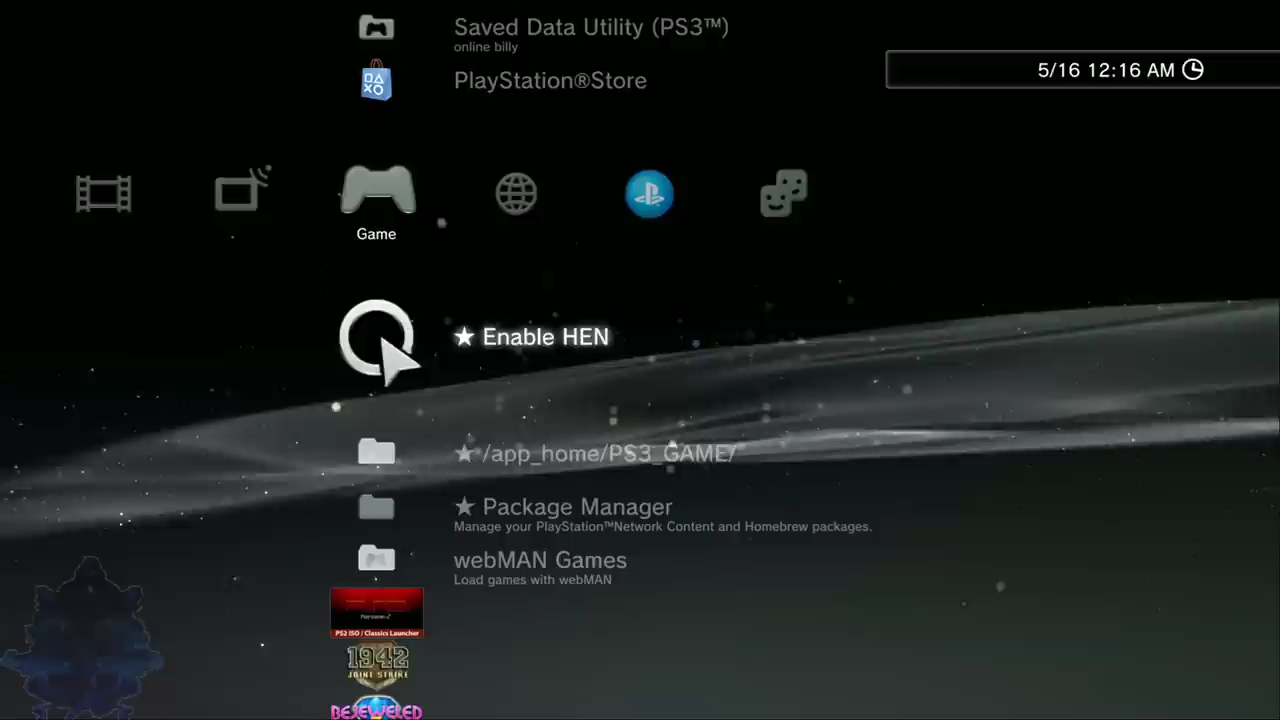 Saved Data Utility (PS3™)
online billy
PlayStation®Store
5/16 12:16 AM
Game
★ Enable HEN
★ /app_home/PS3_GAME/
★ Package Manager
Manage your PlayStation™Network Content and Homebrew packages.
webMAN Games
Load games with webMAN
PS2 ISO / Classics Launcher
1942
JOINT STRIKE
BEJEWELED